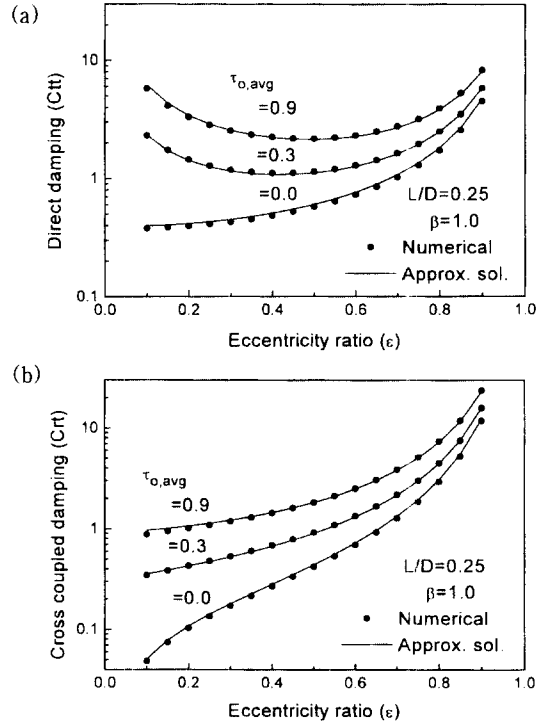 (a)
Direct damping (Ctt)
10
1
0.1
τo,avg
=0.9
=0.3
=0.0
L/D=0.25
β=1.0
Numerical
Approx. sol.
0.0 0.2 0.4 0.6 0.8 1.0
Eccentricity ratio (ε)
(b)
Cross coupled damping (Crt)
10
1
0.1
τo,avg
=0.9
=0.3
=0.0
L/D=0.25
β=1.0
Numerical
Approx. sol.
0.0 0.2 0.4 0.6 0.8 1.0
Eccentricity ratio (ε)